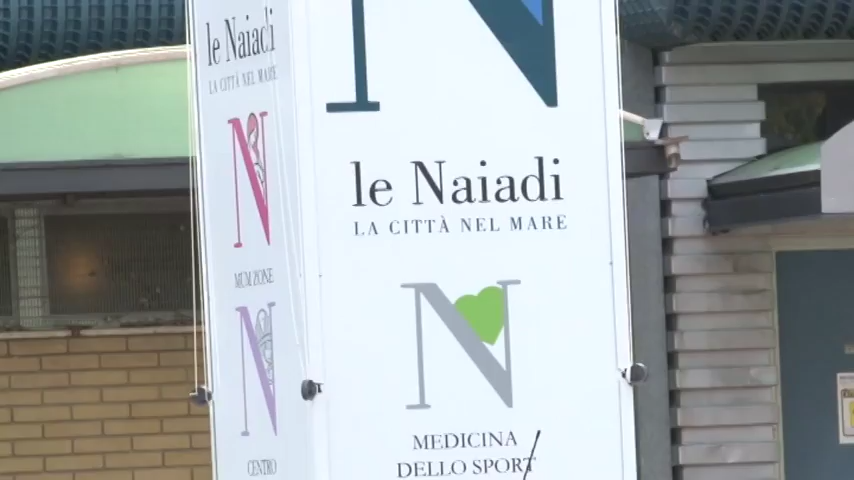 le Naiadi
LA CITTÀ NEL MARE
N
MUM ZONE
N
CENTRO
N
le Naiadi
LA CITTÀ NEL MARE
N
MEDICINA
DELLO SPORT